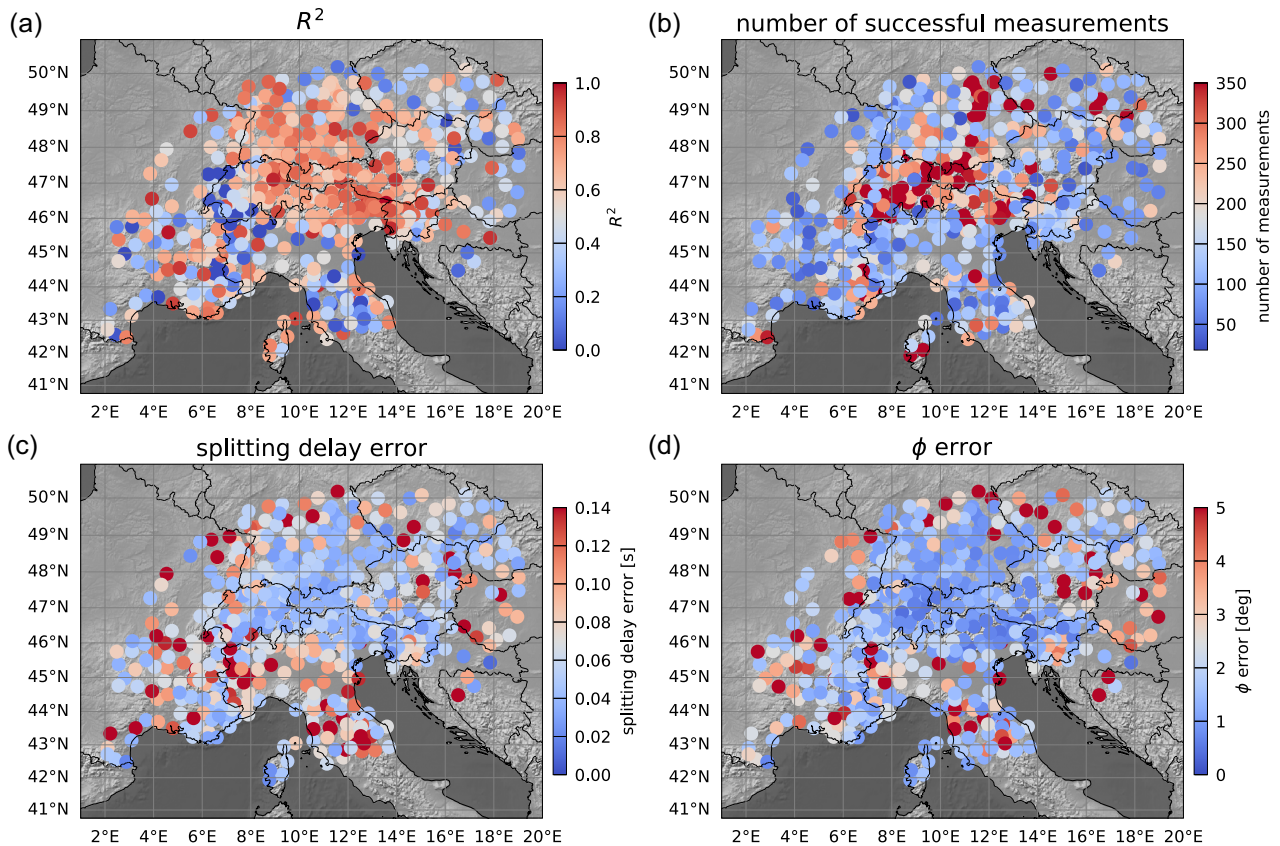 (a)
R²
50°N
49°N
48°N
47°N
46°N
45°N
44°N
43°N
42°N
41°N
2°E 4°E 6°E 8°E 10°E 12°E 14°E 16°E 18°E 20°E
1.0
0.8
0.6
0.4
0.2
0.0
R²
(b)
number of successful measurements
50°N
49°N
48°N
47°N
46°N
45°N
44°N
43°N
42°N
41°N
2°E 4°E 6°E 8°E 10°E 12°E 14°E 16°E 18°E 20°E
350
300
250
200
150
100
50
number of measurements
(c)
splitting delay error
50°N
49°N
48°N
47°N
46°N
45°N
44°N
43°N
42°N
41°N
2°E 4°E 6°E 8°E 10°E 12°E 14°E 16°E 18°E 20°E
0.14
0.12
0.10
0.08
0.06
0.04
0.02
0.00
splitting delay error [s]
(d)
ϕ error
50°N
49°N
48°N
47°N
46°N
45°N
44°N
43°N
42°N
41°N
2°E 4°E 6°E 8°E 10°E 12°E 14°E 16°E 18°E 20°E
5
4
3
2
1
0
ϕ error [deg]